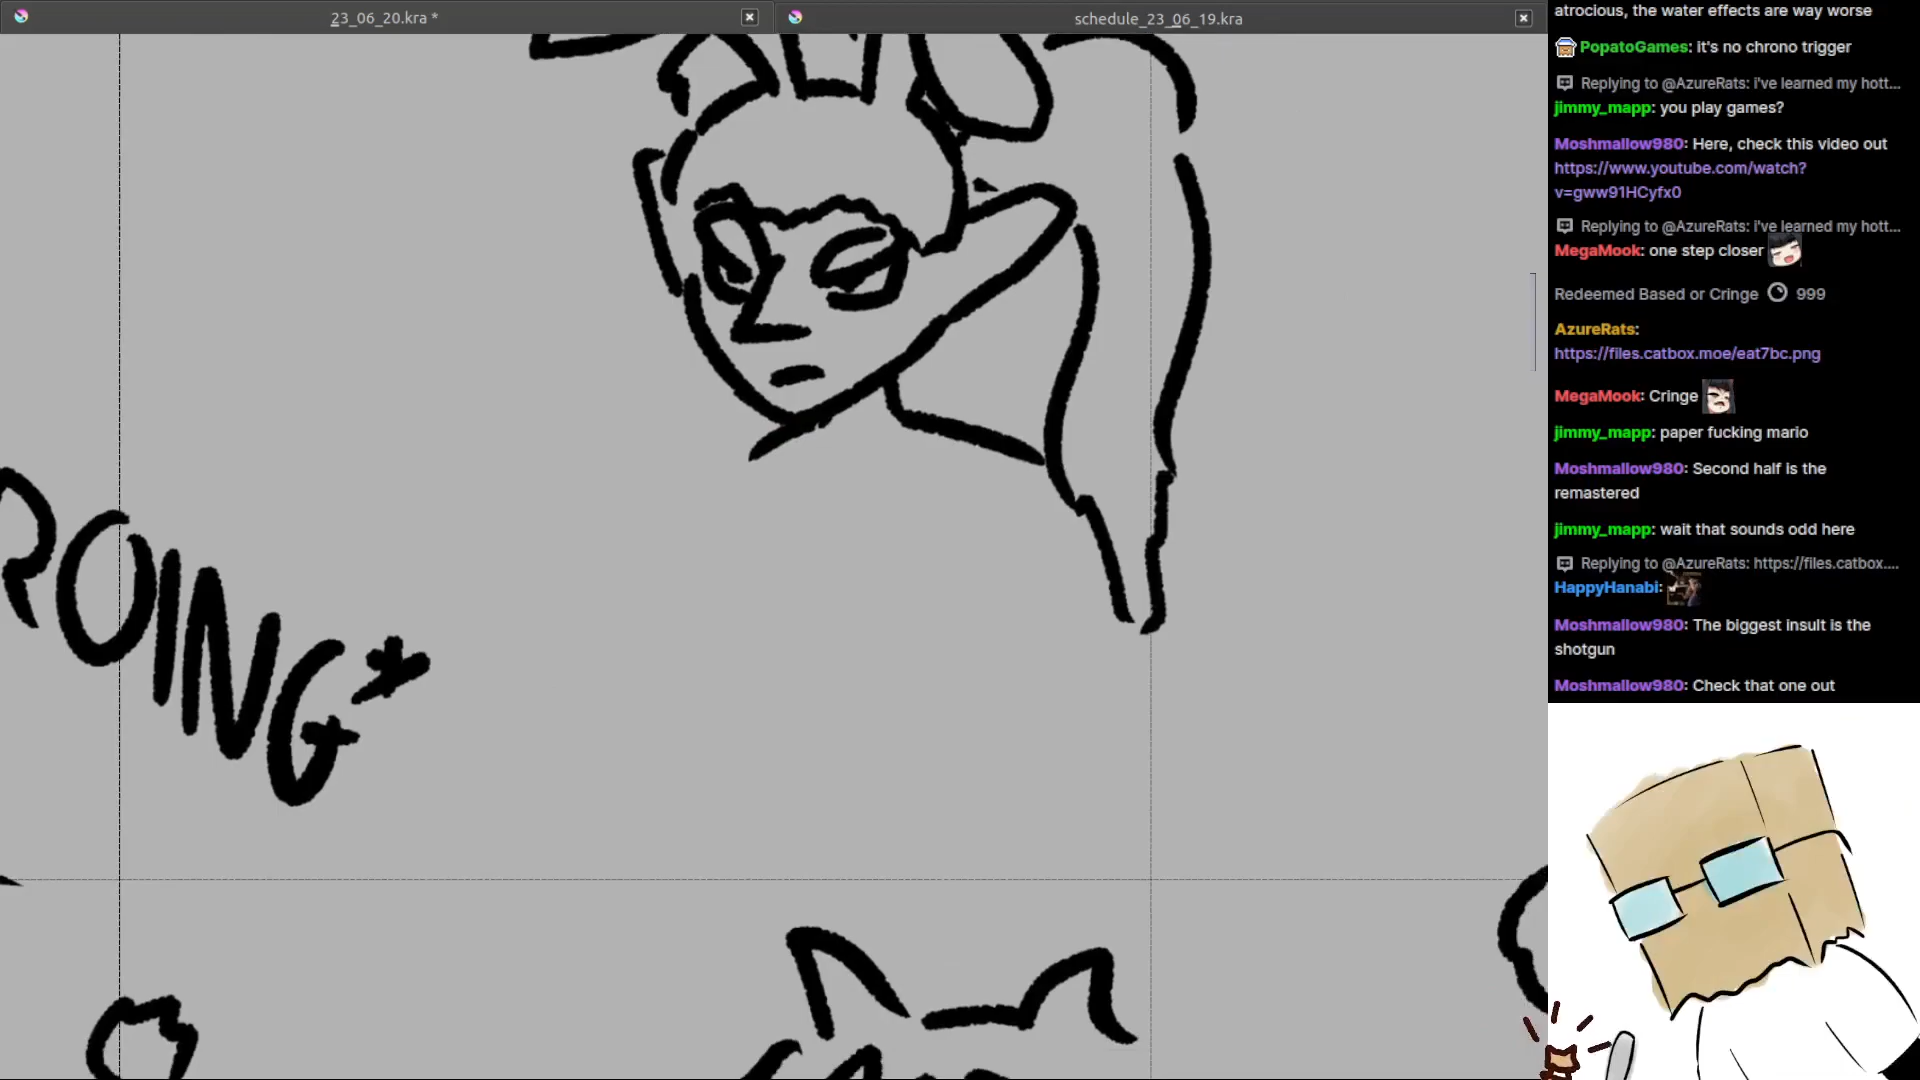 23_06_20.kra *
schedule_23_06_19.kra
atrocious, the water effects are way worse
PopatoGames: it's no chrono trigger
Replying to @AzureRats: i've learned my hott...
jimmy_mapp: you play games?
Moshmallow980: Here, check this video out
https://www.youtube.com/watch?
v=gww91HCyfx0
Replying to @AzureRats: i've learned my hott...
MegaMook: one step closer
Redeemed Based or Cringe 999
AzureRats:
https://files.catbox.moe/eat7bc.png
MegaMook: Cringe
jimmy_mapp: paper fucking mario
Moshmallow980: Second half is the
remastered
jimmy_mapp: wait that sounds odd here
Replying to @AzureRats: https://files.catbox....
HappyHanabi:
Moshmallow980: The biggest insult is the
shotgun
Moshmallow980: Check that one out
ROING*